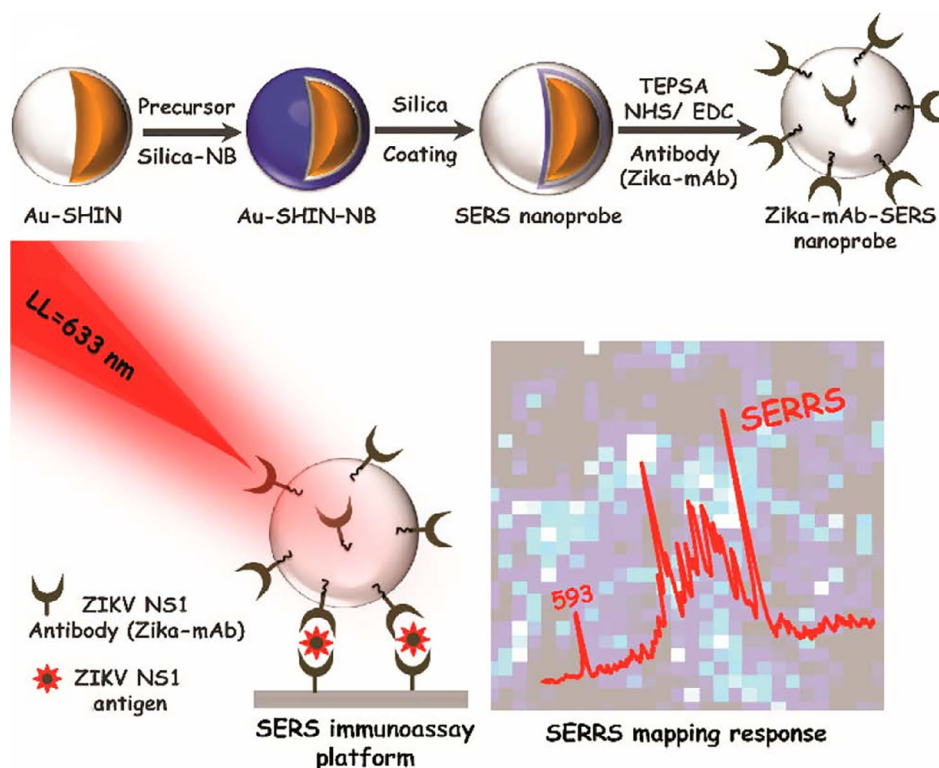 Precursor
Silica-NB
Silica
Coating
TEPSA
NHS/ EDC
Antibody
(Zika-mAb)
Au-SHIN
Au-SHIN-NB
SERS nanoprobe
Zika-mAb-SERS
nanoprobe
LL=633 nm
SERRS
593
ZIKV NS1
Antibody (Zika-mAb)
ZIKV NS1
antigen
SERS immunoassay
platform
SERRS mapping response